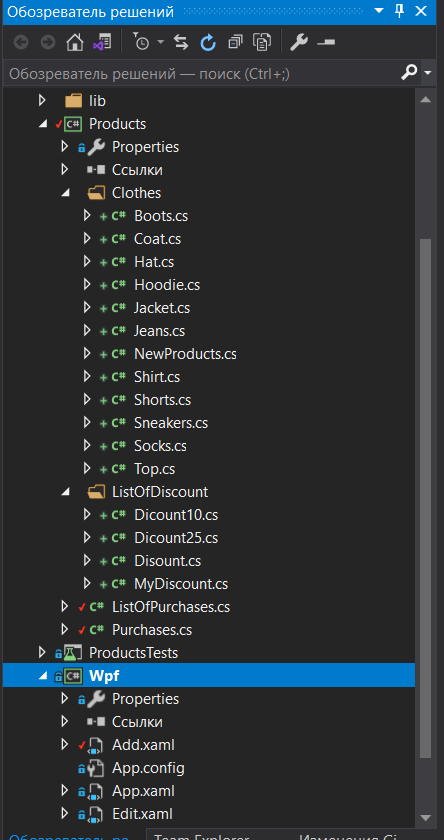 Обозреватель решений
Обозреватель решений — поиск (Ctrl+;)
lib
C# Products
Properties
Ссылки
Clothes
C# Boots.cs
C# Coat.cs
C# Hat.cs
C# Hoodie.cs
C# Jacket.cs
C# Jeans.cs
C# NewProducts.cs
C# Shirt.cs
C# Shorts.cs
C# Sneakers.cs
C# Socks.cs
C# Top.cs
ListOfDiscount
C# Dicount10.cs
C# Dicount25.cs
C# Disount.cs
C# MyDiscount.cs
C# ListOfPurchases.cs
C# Purchases.cs
ProductsTests
C# Wpf
Properties
Ссылки
Add.xaml
App.config
App.xaml
Edit.xaml
Обозреватель ре... Team Explorer Изменения Gi...